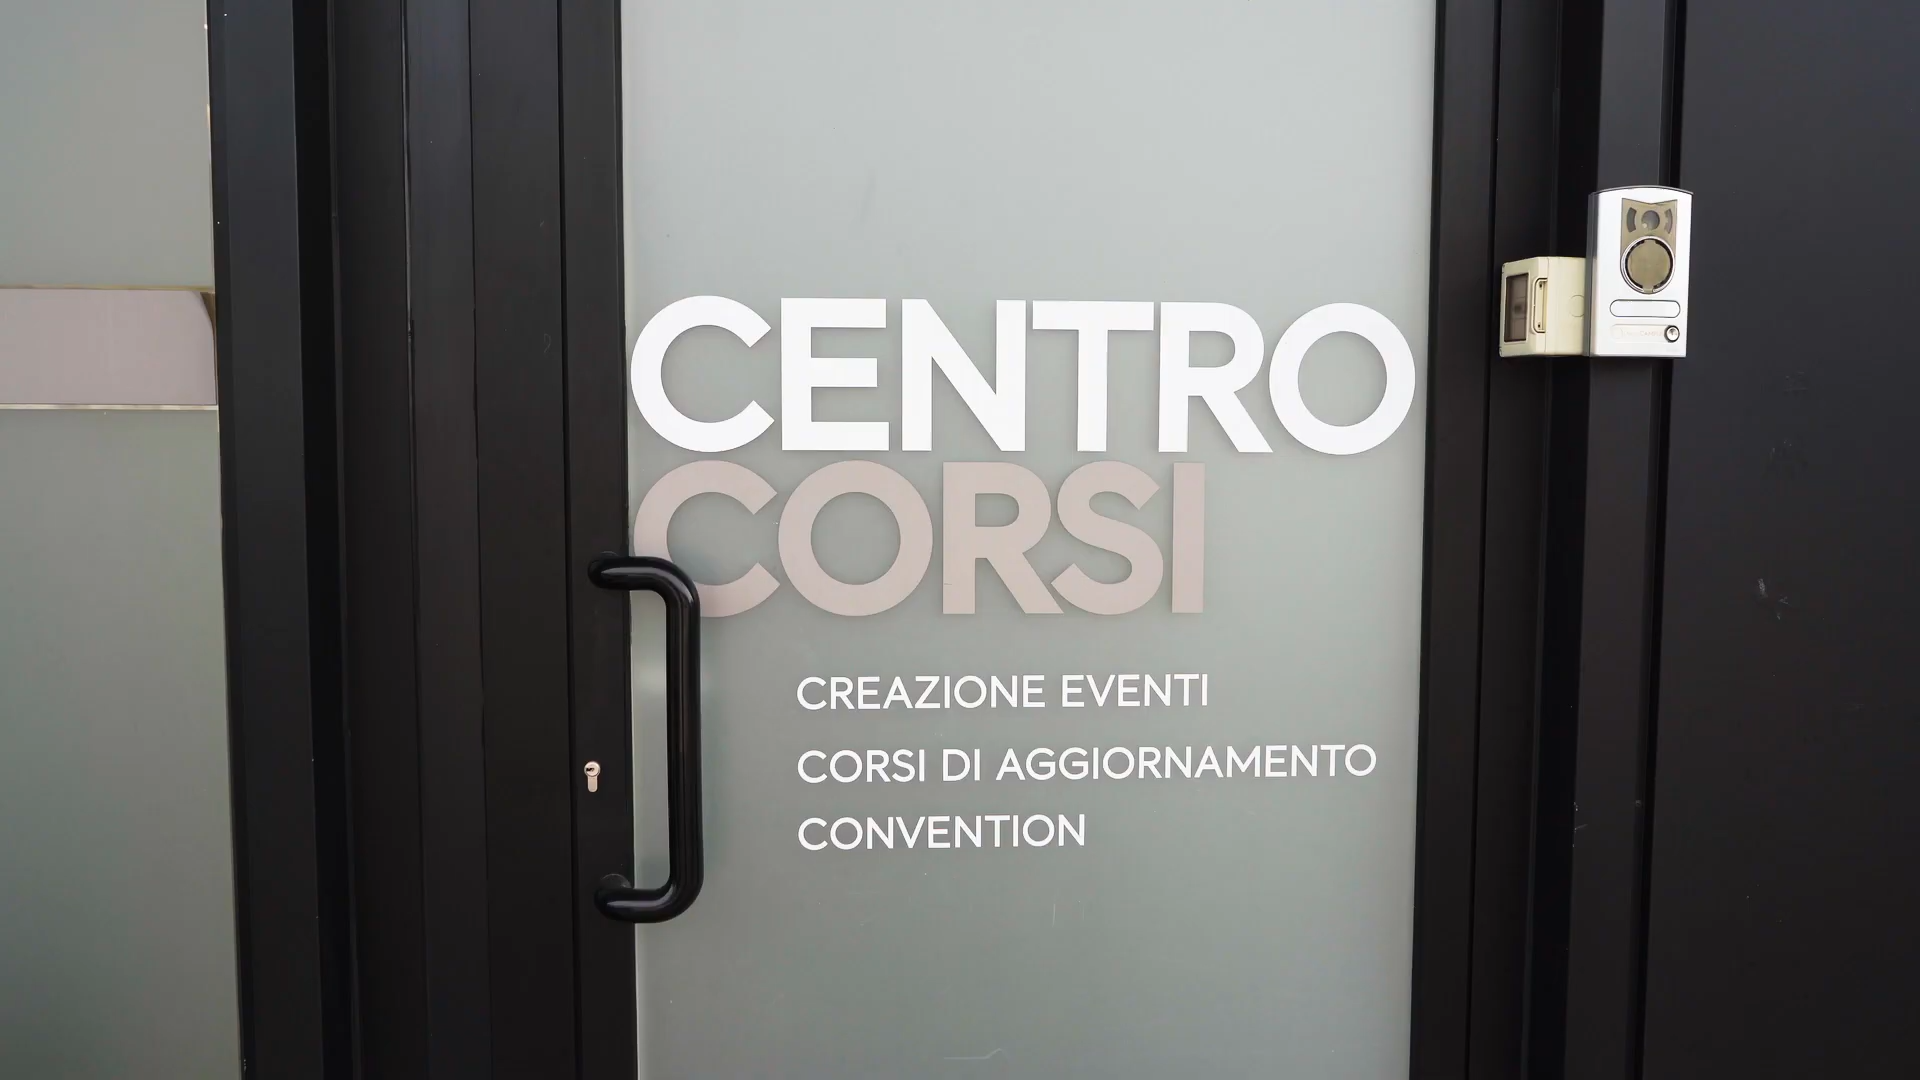 CENTRO
CORSI
CREAZIONE EVENTI
CORSI DI AGGIORNAMENTO
CONVENTION